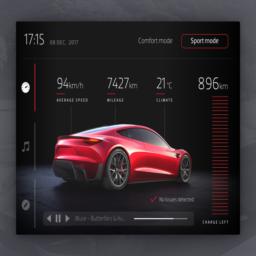 17:15 08 DEC, 2017 Comfort mode Sport mode
94km/h 7427km 21°C 896km
AVERAGE SPEED MILEAGE CLIMATE
No issues detected
Muse - Butterflies & Hu...
CHARGE LEFT